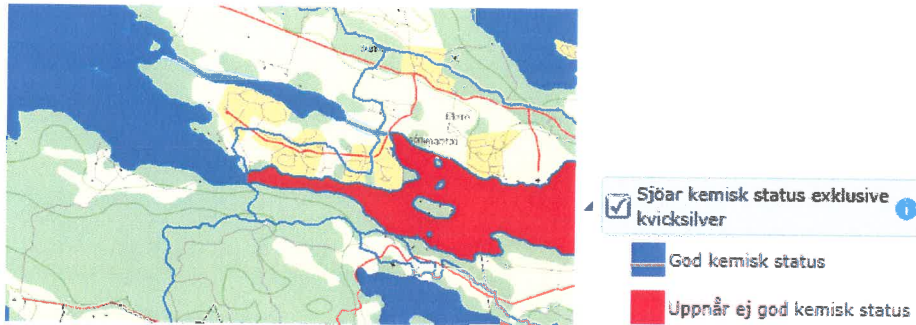 Sjöar kemisk status exklusive
kvicksilver
God kemisk status
Uppnår ej god kemisk status